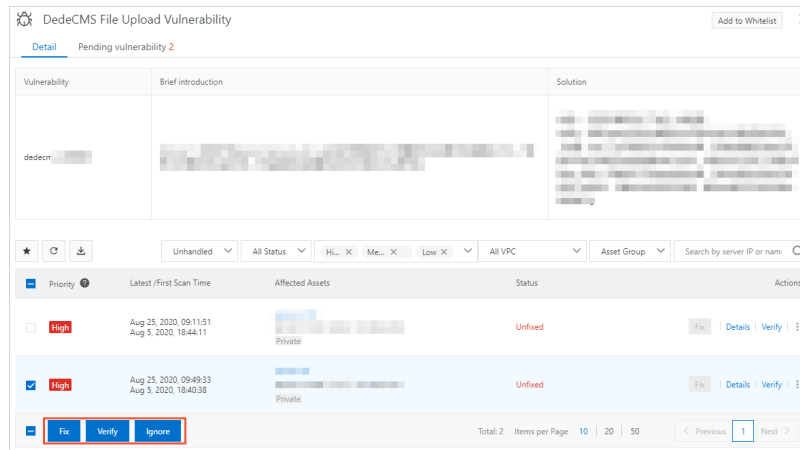 DedeCMS File Upload Vulnerability
Add to Whitelist
Detail Pending vulnerability 2
Vulnerability Brief introduction Solution
Unhandled All Status Hi... X Me... X Low X All VPC Asset Group Search by server IP or nam
Priority ? Latest /First Scan Time Affected Assets Status Actions
High Aug 25, 2020, 09:11:51 Unfixed Fix Details Verify
Aug 5, 2020, 18:44:11
Private
High Aug 25, 2020, 09:49:33 Unfixed Fix Details Verify
Aug 5, 2020, 18:40:38
Private
Fix Verify Ignore Total: 2 Items per Page 10 20 50 Previous 1 Next